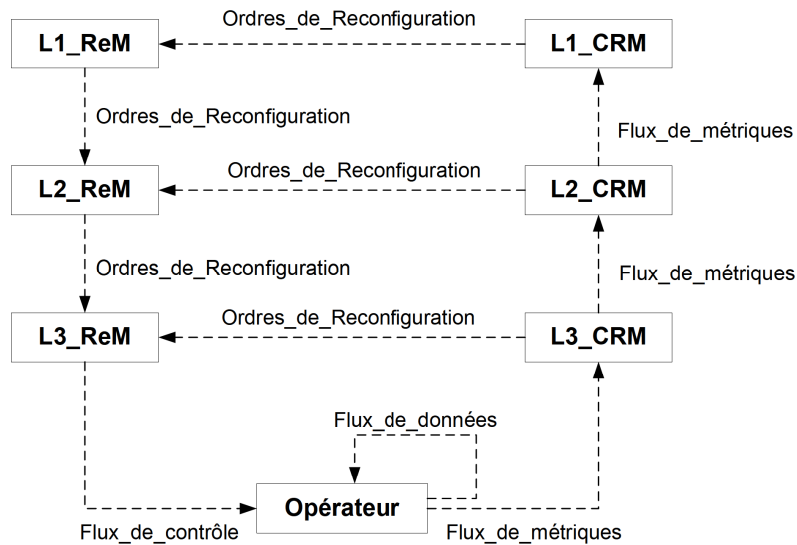 Ordres_de_Reconfiguration
L1_ReM
L1_CRM
Ordres_de_Reconfiguration
Flux_de_métriques
Ordres_de_Reconfiguration
L2_ReM
L2_CRM
Ordres_de_Reconfiguration
Flux_de_métriques
Ordres_de_Reconfiguration
L3_ReM
L3_CRM
Flux_de_données
Opérateur
Flux_de_contrôle
Flux_de_métriques